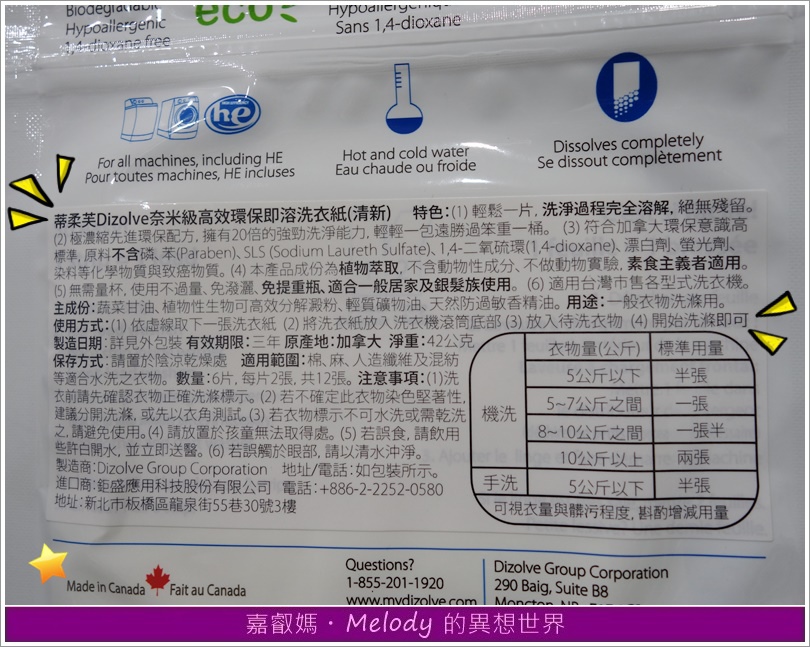 Biodegradable
Hypoallergenic
1,4-dioxane free
eco
Hypoallergenique
Sans 1,4-dioxane
he
For all machines, including HE
Pour toutes machines, HE incluses
Hot and cold water
Eau chaude ou froide
Dissolves completely
Se dissout complètement
蒂柔芙Dizolve奈米級高效環保即溶洗衣紙(清新) 特色:(1) 輕鬆一片, 洗淨過程完全溶解, 絕無殘留。
(2) 極濃縮先進環保配方, 擁有20倍的強勁洗淨能力, 輕輕一包遠勝過笨重一桶。 (3) 符合加拿大環保意識高
標準, 原料不含磷、苯(Paraben)、SLS (Sodium Laureth Sulfate)、1,4-二氧硫環(1,4-dioxane)、漂白劑、螢光劑、
染料等化學物質與致癌物質。(4) 本產品成份為植物萃取, 不含動物性成分、不做動物實驗, 素食主義者適用。
(5) 無需量杯, 使用不過量、免潑灑, 免提重瓶, 適合一般居家及銀髮族使用。 (6) 適用台灣市售各型式洗衣機。
主成份:蔬菜甘油、植物性生物可高效分解澱粉、輕質礦物油、天然防過敏香精油。 用途:一般衣物洗滌用。
使用方式:(1) 依虛線取下一張洗衣紙 (2) 將洗衣紙放入洗衣機滾筒底部 (3) 放入待洗衣物 (4) 開始洗滌即可
製造日期:詳見外包裝 有效期限:三年 原產地:加拿大 淨重:42公克
保存方式:請置於陰涼乾燥處 適用範圍:棉、麻、人造纖維及混紡
等適合水洗之衣物。 數量:6片, 每片2張, 共12張。 注意事項:(1)洗
衣前請先確認衣物正確洗滌標示。(2) 若不確定此衣物染色堅著性,
建議分開洗滌, 或先以衣角測試。(3) 若衣物標示不可水洗或需乾洗
之, 請避免使用。(4) 請放置於孩童無法取得處。 (5) 若誤食, 請飲用
些許白開水, 並立即送醫。 (6) 若誤觸於眼部, 請以清水沖淨。
製造商:Dizolve Group Corporation 地址/電話:如包裝所示。
進口商:鉅盛應用科技股份有限公司 電話:+886-2-2252-0580
地址:新北市板橋區龍泉街55巷30號3樓
衣物量(公斤) 標準用量
機洗
5公斤以下 半張
5~7公斤之間 一張
8~10公斤之間 一張半
10公斤以上 兩張
手洗 5公斤以下 半張
可視衣量與髒污程度, 斟酌增減用量
Made in Canada Fait au Canada
Questions?
1-855-201-1920
www.mydizolve.com
Dizolve Group Corporation
290 Baig, Suite B8
嘉叡媽・Melody 的異想世界